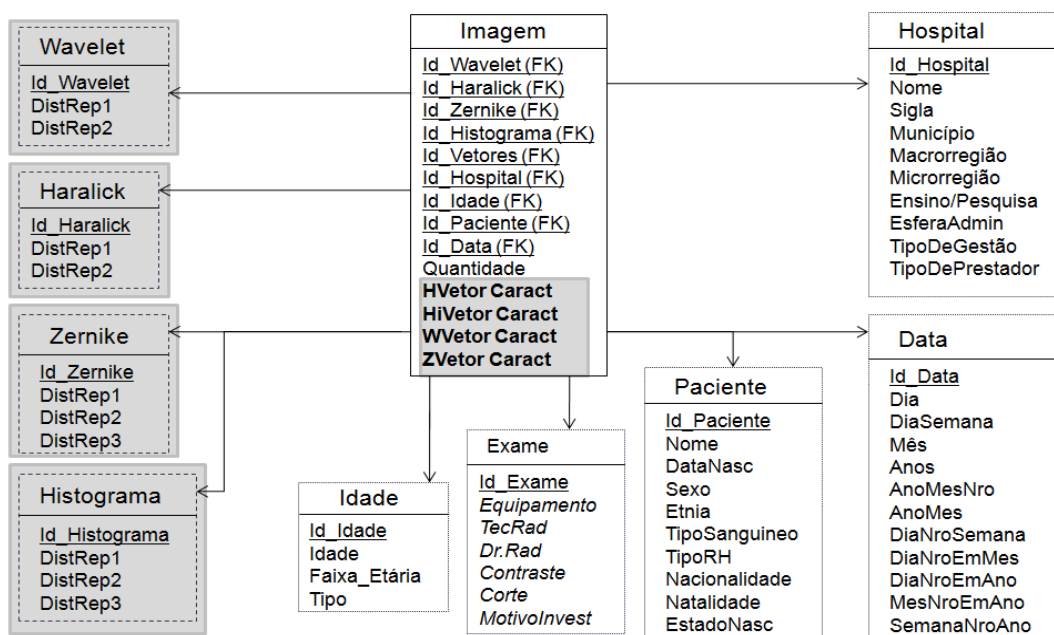 Wavelet
Id_Wavelet
DistRep1
DistRep2
Haralick
Id_Haralick
DistRep1
DistRep2
Zernike
Id_Zernike
DistRep1
DistRep2
DistRep3
Histograma
Id_Histograma
DistRep1
DistRep2
DistRep3
Imagem
Id_Wavelet (FK)
Id_Haralick (FK)
Id_Zernike (FK)
Id_Histograma (FK)
Id_Vetores (FK)
Id_Hospital (FK)
Id_Idade (FK)
Id_Paciente (FK)
Id_Data (FK)
Quantidade
HVetor Caract
HiVetor Caract
WVetor Caract
ZVetor Caract
Idade
Id_Idade
Idade
Faixa_Etária
Tipo
Exame
Id_Exame
Equipamento
TecRad
Dr.Rad
Contraste
Corte
MotivoInvest
Paciente
Id_Paciente
Nome
DataNasc
Sexo
Etnia
TipoSanguineo
TipoRH
Nacionalidade
Natalidade
EstadoNasc
Hospital
Id_Hospital
Nome
Sigla
Município
Macrorregião
Microrregião
Ensino/Pesquisa
EsferaAdmin
TipoDeGestão
TipoDePrestador
Data
Id_Data
Dia
DiaSemana
Mês
Anos
AnoMesNro
AnoMes
DiaNroSemana
DiaNroEmMes
DiaNroEmAno
MesNroEmAno
SemanaNroAno